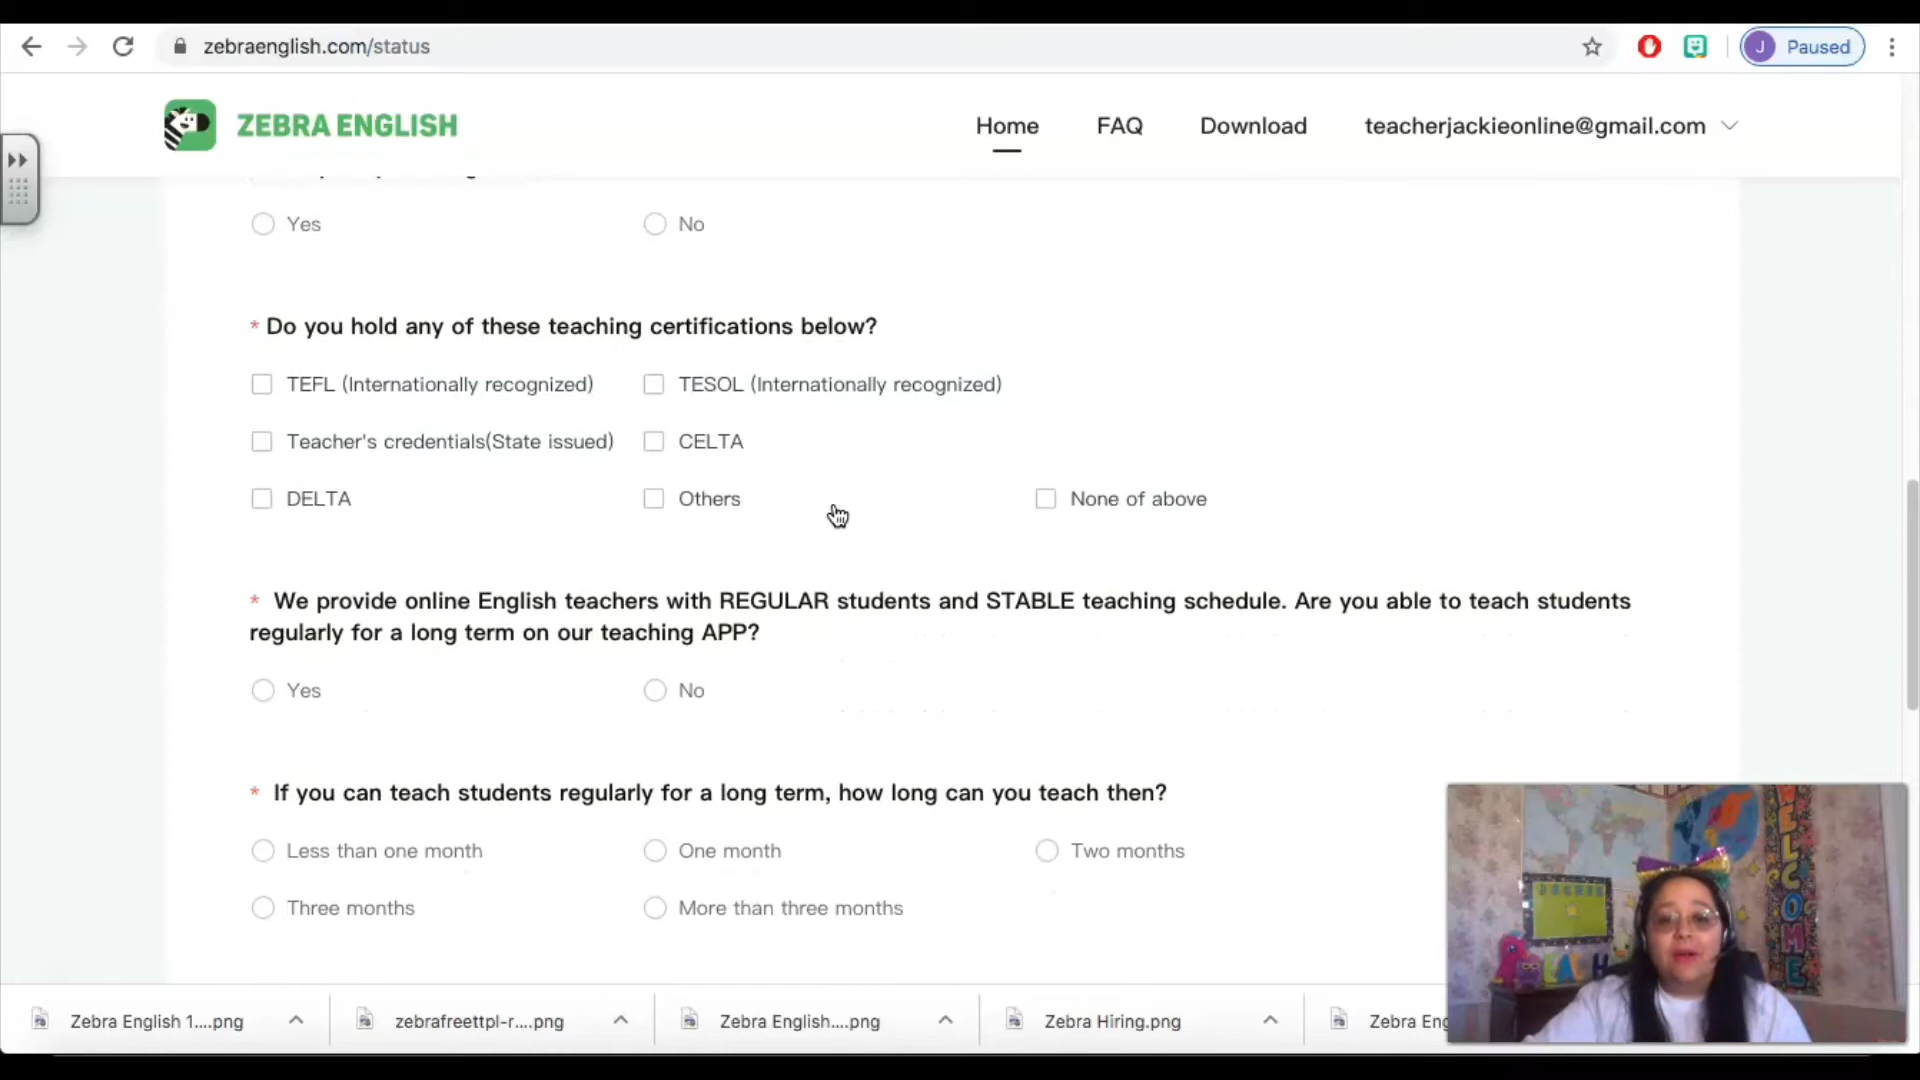 zebraenglish.com/status
J Paused
ZEBRA ENGLISH
Home FAQ Download teacherjackieonline@gmail.com
Yes No
* Do you hold any of these teaching certifications below?
TEFL (Internationally recognized) TESOL (Internationally recognized)
Teacher's credentials(State issued) CELTA
DELTA Others None of above
* We provide online English teachers with REGULAR students and STABLE teaching schedule. Are you able to teach students
regularly for a long term on our teaching APP?
Yes No
* If you can teach students regularly for a long term, how long can you teach then?
Less than one month One month Two months
Three months More than three months
WELCOME
Zebra English 1....png zebrafreettpl-r....png Zebra English....png Zebra Hiring.png Zebra Eng